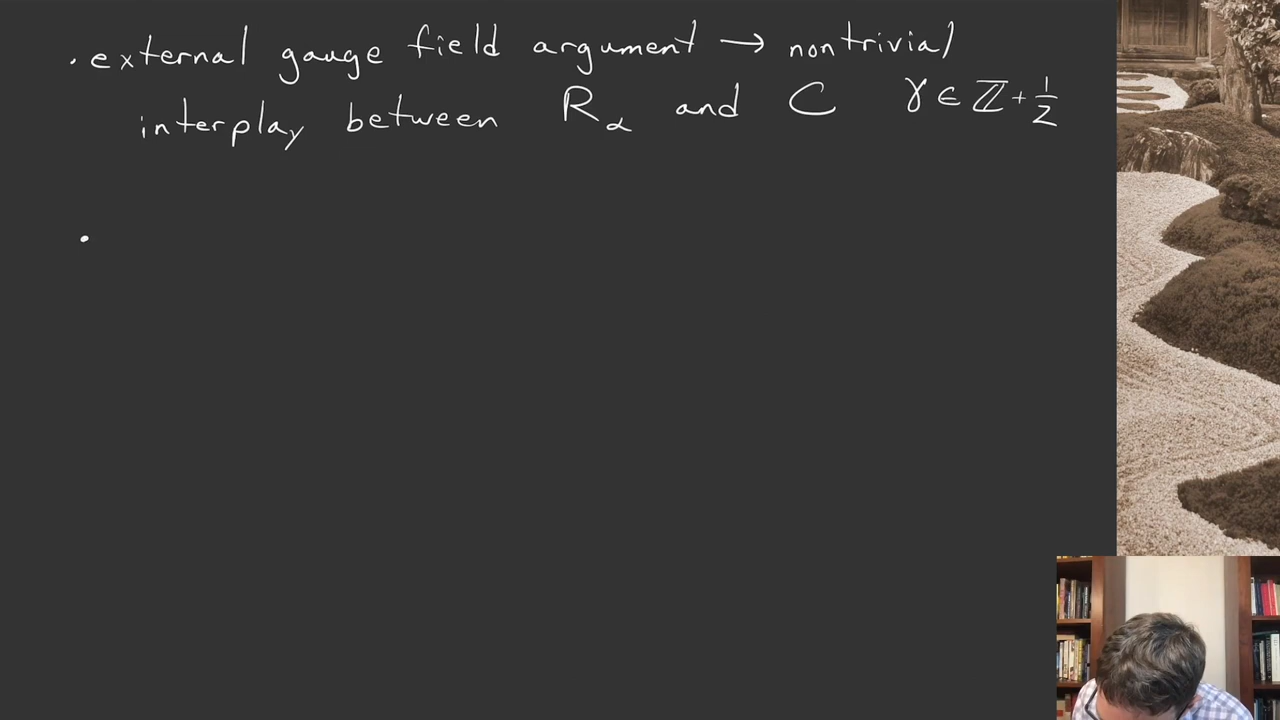 · external gauge field argument → nontrivial
interplay between R_α and C γ ∈ ℤ + 1/2